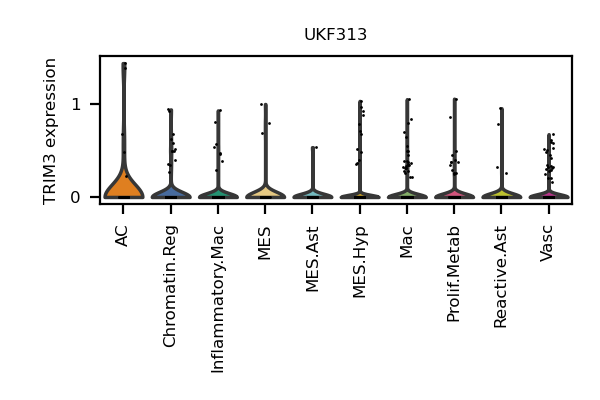 UKF313
TRIM3 expression
1
0
AC
Chromatin.Reg
Inflammatory.Mac
MES
MES.Ast
MES.Hyp
Mac
Prolif.Metab
Reactive.Ast
Vasc